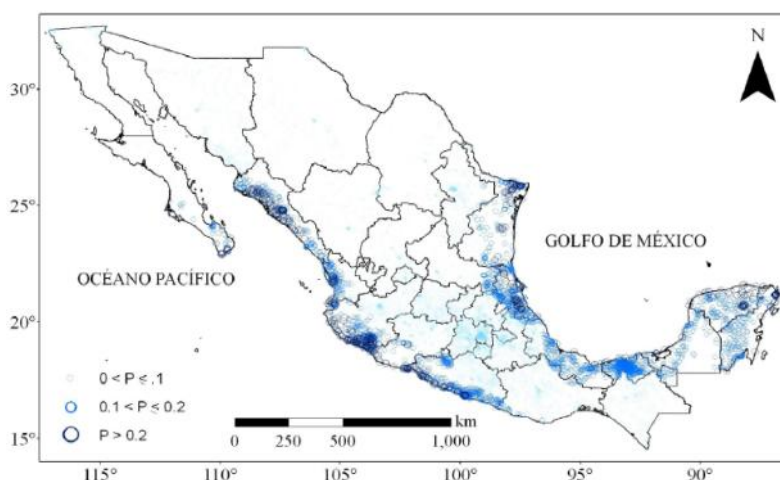 N
30°
25°
GOLFO DE MÉXICO
OCÉANO PACÍFICO
20°
0 < P ≤ .1
0.1 < P ≤ 0.2
P > 0.2
km
0 250 500 1,000
15°
115° 110° 105° 100° 95° 90°